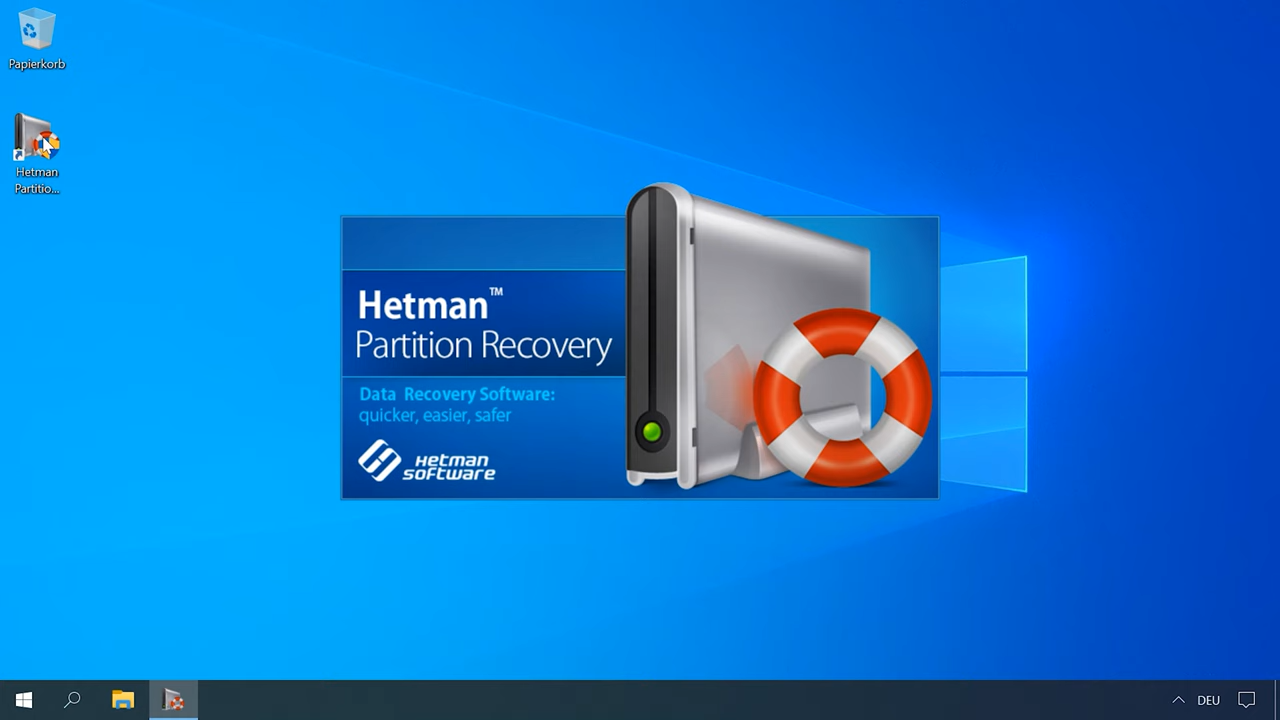 Papierkorb
Hetman
Partitio...
Hetman™
Partition Recovery
Data Recovery Software:
quicker, easier, safer
Hetman
software
DEU